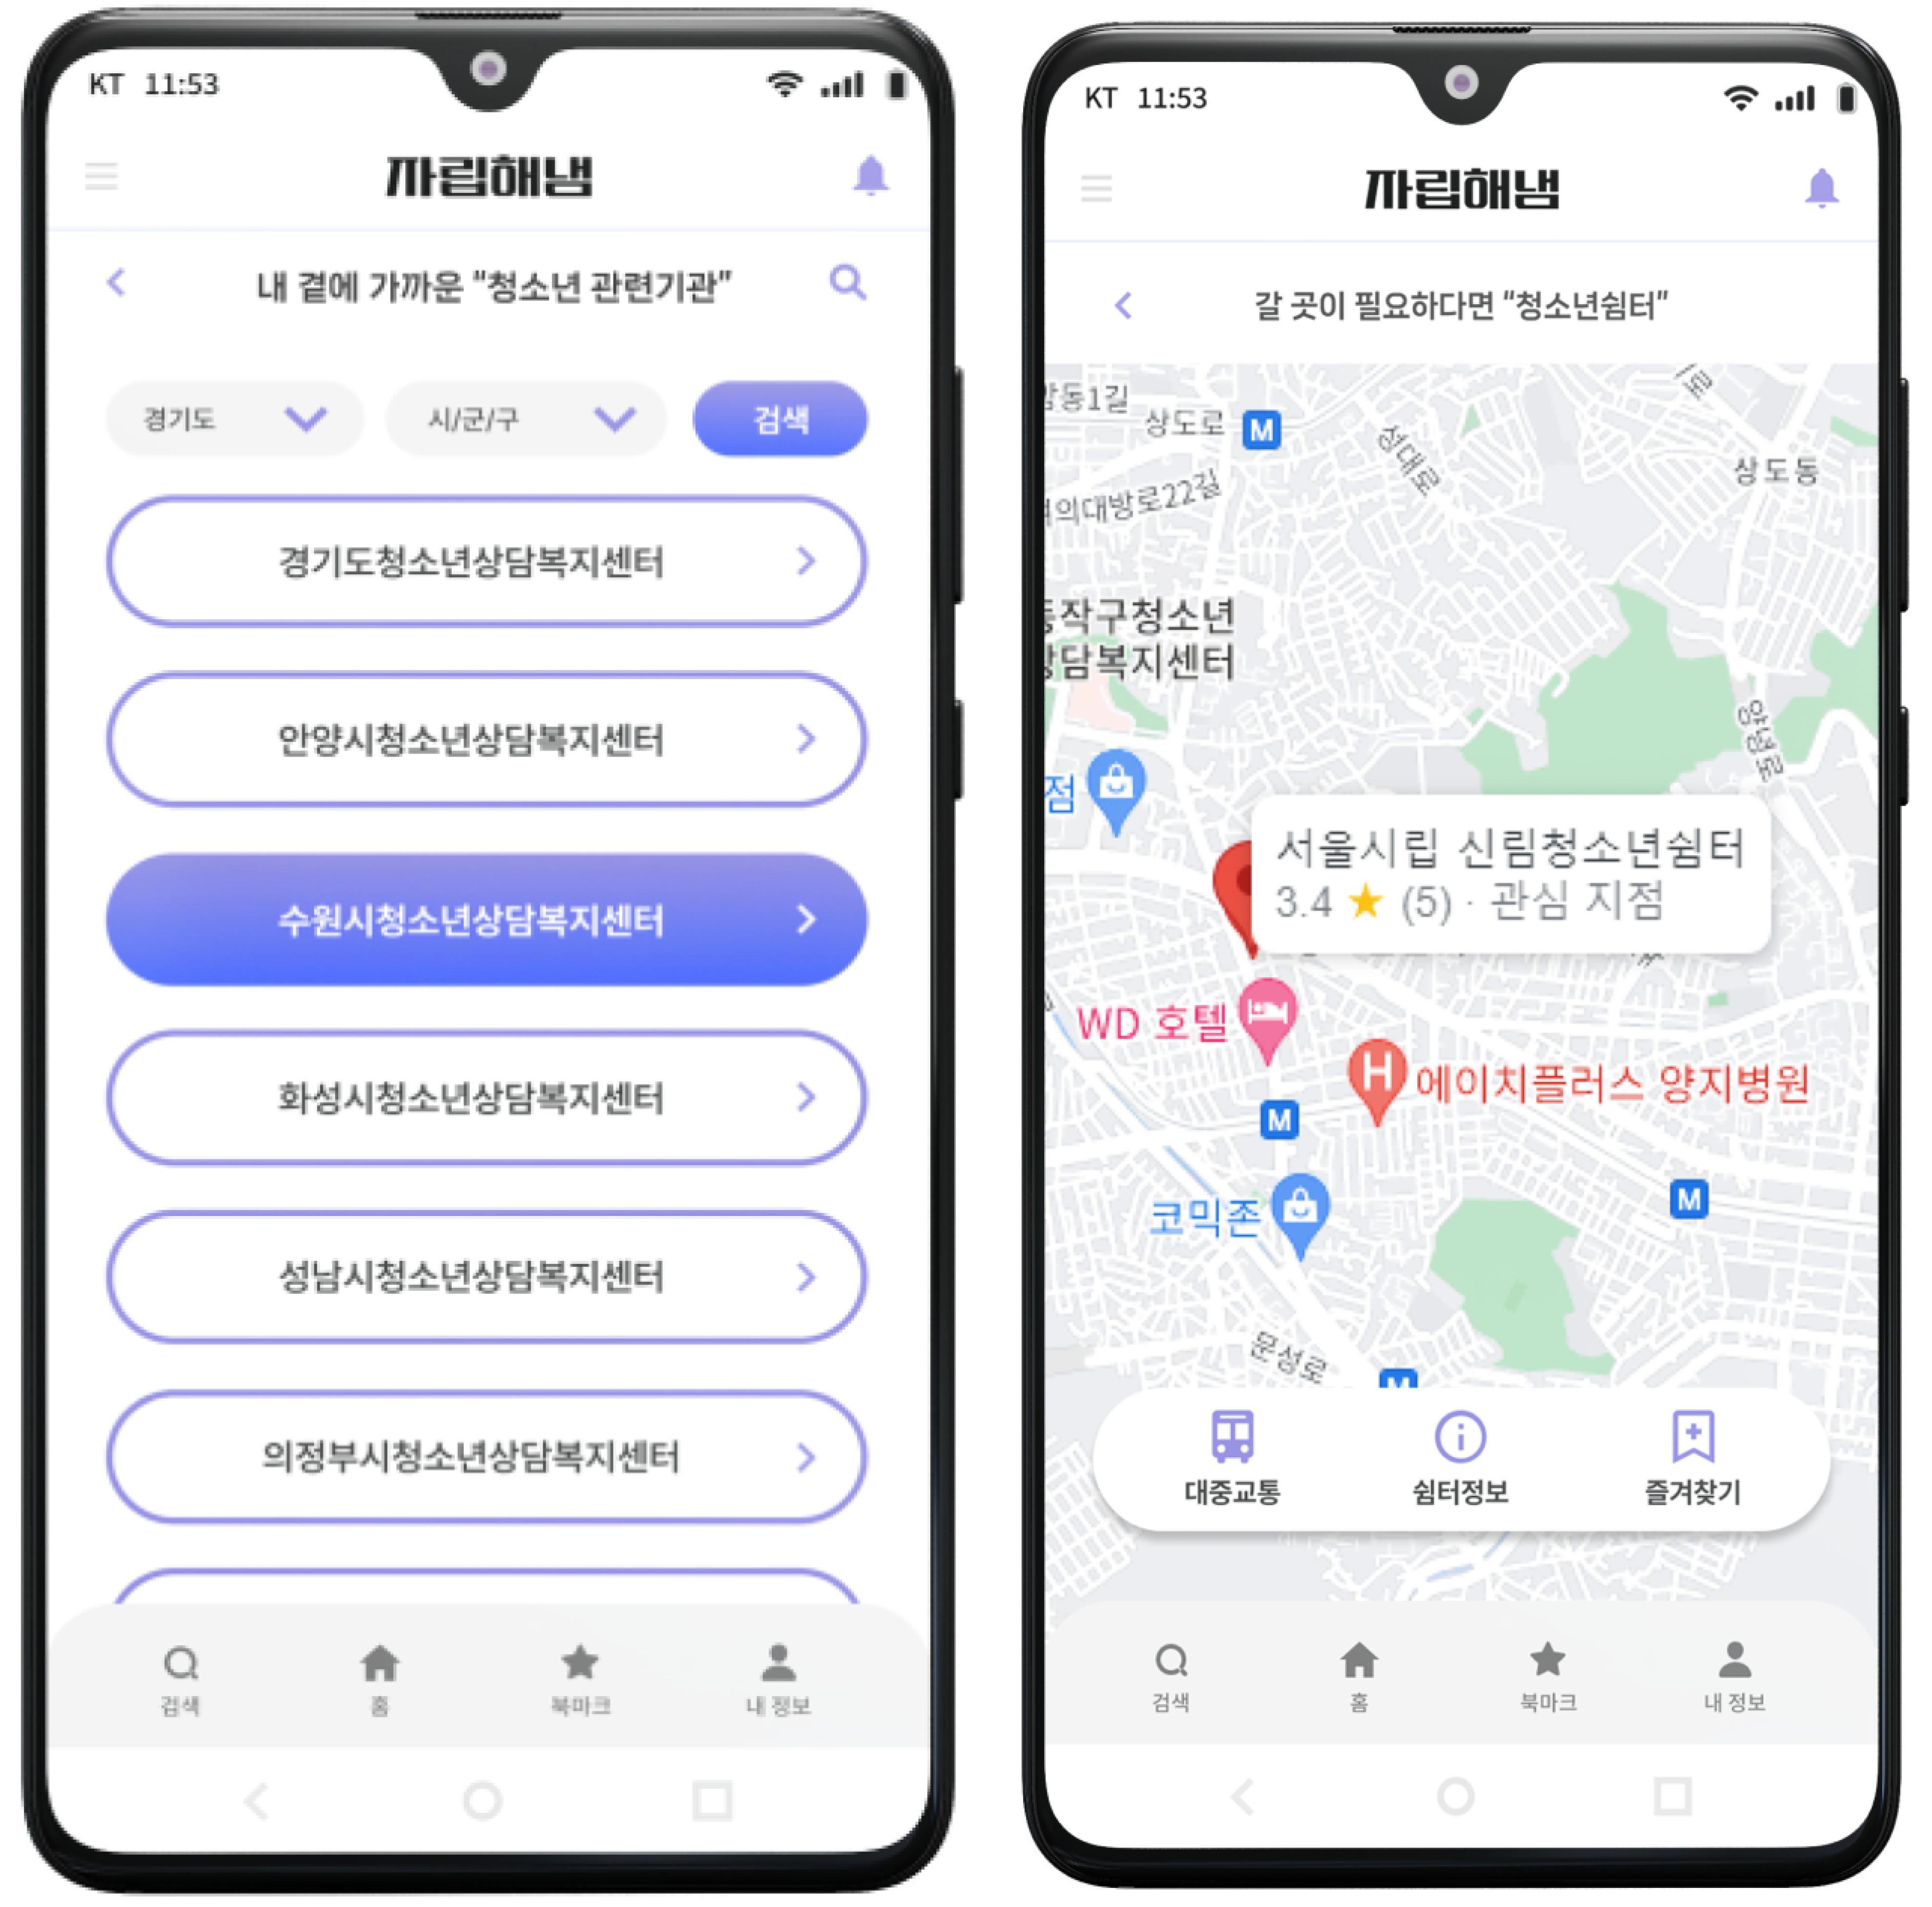 KT 11:53
자립해냄
내 곁에 가까운 “청소년 관련기관”
경기도
시/군/구
검색
경기도청소년상담복지센터
안양시청소년상담복지센터
수원시청소년상담복지센터
화성시청소년상담복지센터
성남시청소년상담복지센터
의정부시청소년상담복지센터
검색
홈
북마크
내 정보
KT 11:53
자립해냄
갈 곳이 필요하다면 “청소년쉼터”
동1길
상도로
M
성대로
상도동
의대방로22길
동작구청소년
상담복지센터
양녕로
점
서울시립 신림청소년쉼터
3.4 ★ (5) · 관심 지점
WD 호텔
H
에이치플러스 양지병원
M
M
코믹존
문성로
M
대중교통
쉼터정보
즐겨찾기
검색
홈
북마크
내 정보